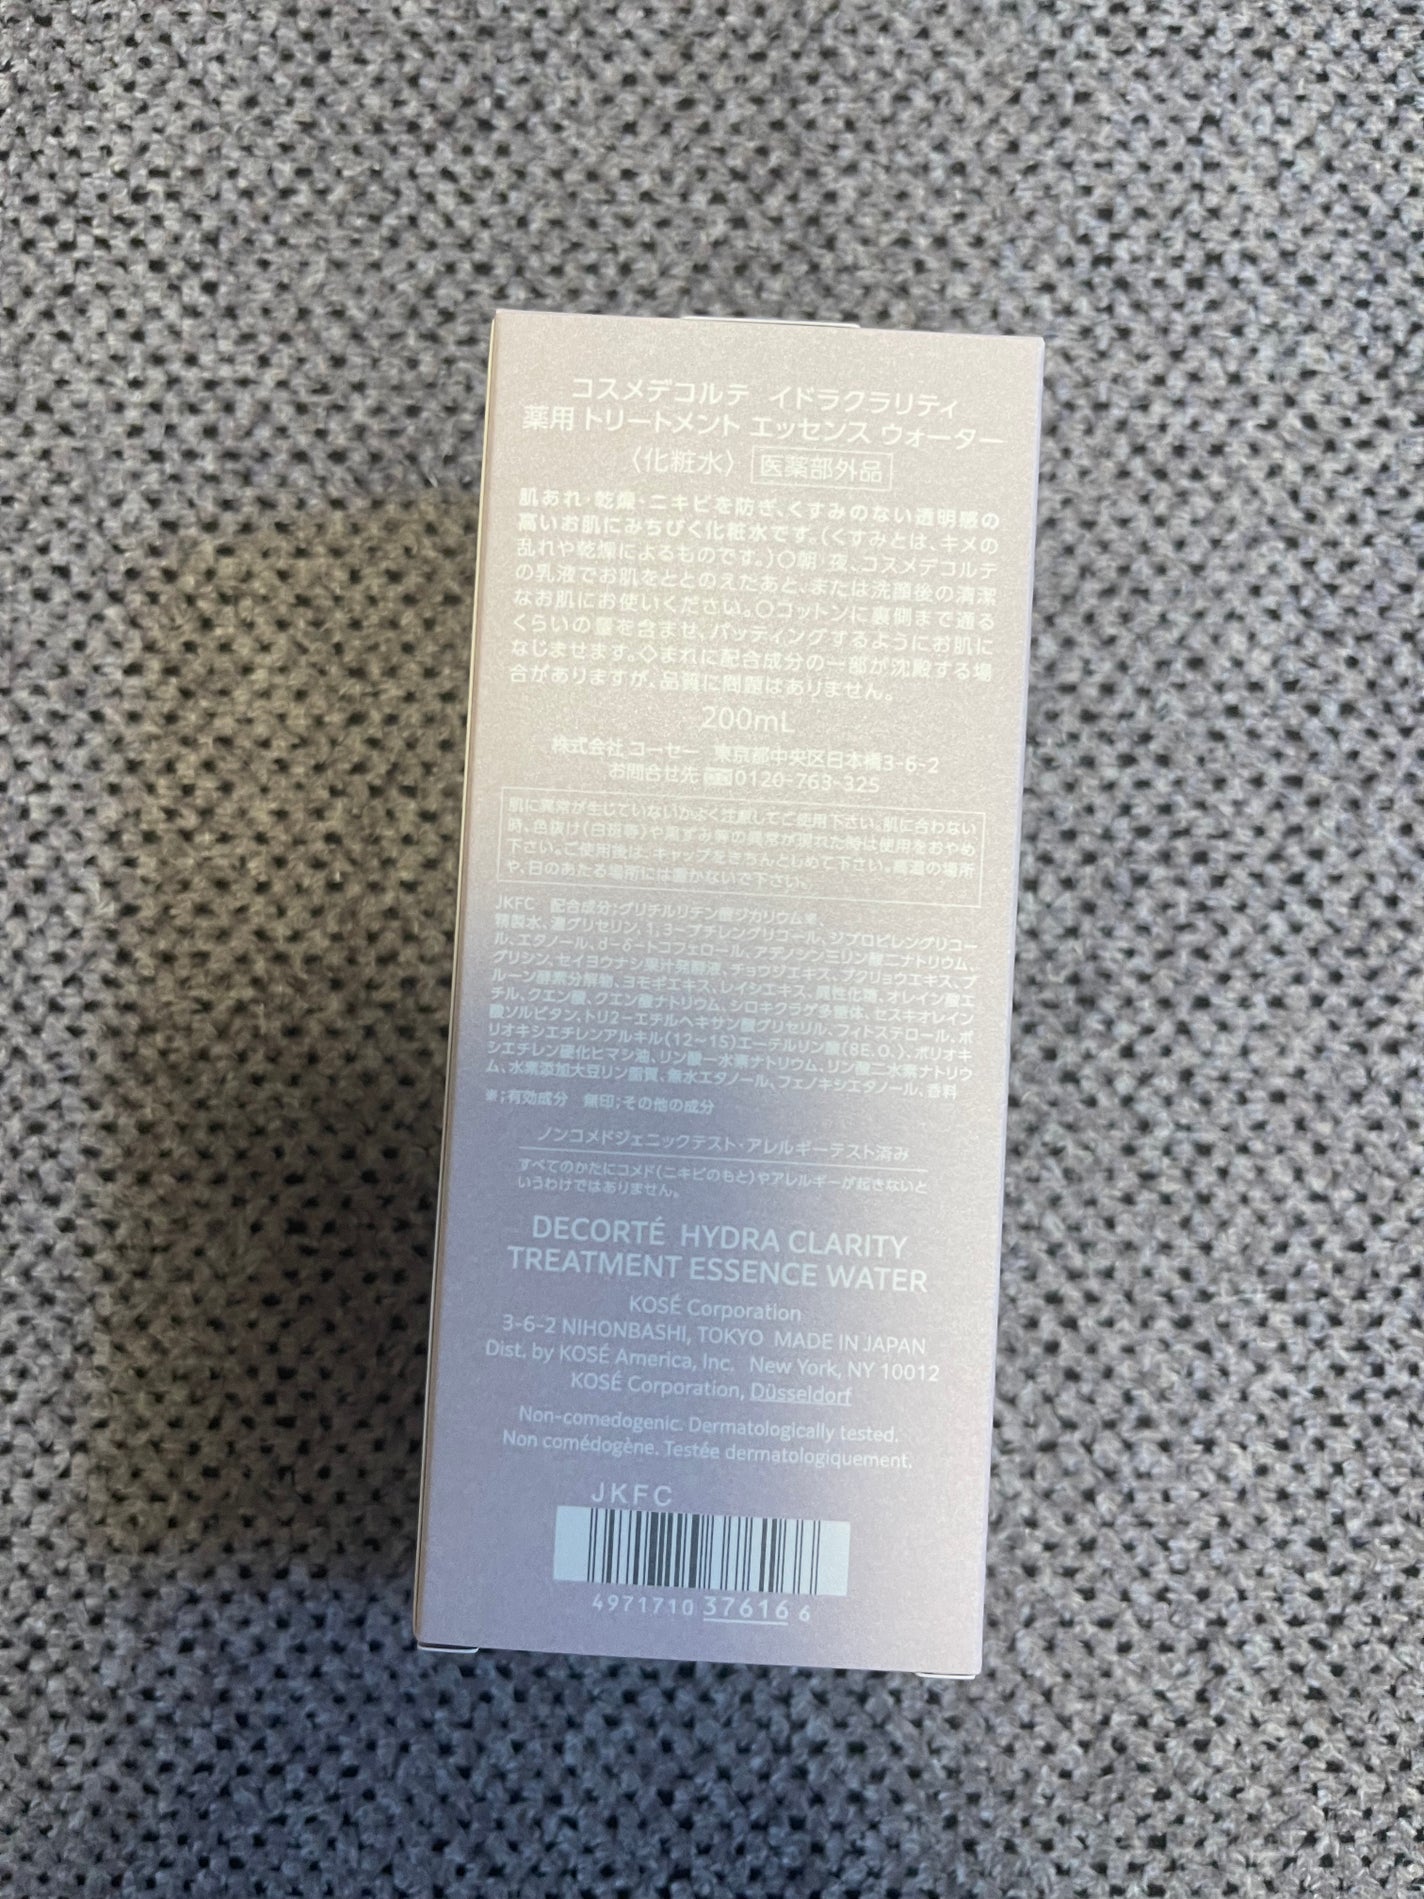 コスメデコルテ イドラクラリティ
薬用 トリートメント エッセンス ウォーター
〈化粧水〉 医薬部外品
肌あれ・乾燥・ニキビを防ぎ、くすみのない透明感の
高いお肌にみちびく化粧水です。(くすみとは、キメの
乱れや乾燥によるものです。)○朝・夜、コスメデコルテ
の乳液でお肌をととのえたあと、または洗顔後の清潔
なお肌にお使いください。○コットンに裏側まで通る
くらいの量を含ませ、パッティングするようにお肌に
なじませます。◇まれに配合成分の一部が沈殿する場
合がありますが、品質に問題はありません。
200mL
株式会社 コーセー 東京都中央区日本橋3-6-2
お問合せ先 0120-763-325
肌に異常が生じていないかよく注意してご使用下さい。肌に合わない
時、色抜け(白斑等)や黒ずみ等の異常が現れた時は使用をおやめ
下さい。ご使用後は、キャップをきちんとしめて下さい。高温の場所
や、日のあたる場所には置かないで下さい。
JKFC 配合成分;グリチルリチン酸ジカリウム※、
精製水、濃グリセリン、1,3-ブチレングリコール、ジプロピレングリコー
ル、エタノール、d-δ-トコフェロール、アデノシン三リン酸二ナトリウム、
グリシン、セイヨウナシ果汁発酵液、チョウジエキス、ブクリョウエキス、プ
ルーン酵素分解物、ヨモギエキス、レイシエキス、異性化糖、オレイン酸エ
チル、クエン酸、クエン酸ナトリウム、シロキクラゲ多糖体、セスキオレイン
酸ソルビタン、トリ2-エチルヘキサン酸グリセリル、フィトステロール、ポ
リオキシエチレンアルキル(12~15)エーテルリン酸(8E.O.)、ポリオキ
シエチレン硬化ヒマシ油、リン酸一水素ナトリウム、リン酸二水素ナトリウ
ム、水素添加大豆リン脂質、無水エタノール、フェノキシエタノール、香料
※;有効成分 無印;その他の成分
ノンコメドジェニックテスト・アレルギーテスト済み
すべてのかたにコメド(ニキビのもと)やアレルギーが起きないと
いうわけではありません。
DECORTÉ HYDRA CLARITY
TREATMENT ESSENCE WATER
KOSÉ Corporation
3-6-2 NIHONBASHI, TOKYO MADE IN JAPAN
Dist. by KOSÉ America, Inc. New York, NY 10012
KOSÉ Corporation, Düsseldorf
Non-comedogenic. Dermatologically tested.
Non comédogène. Testée dermatologiquement.
JKFC
4971710 37616 6